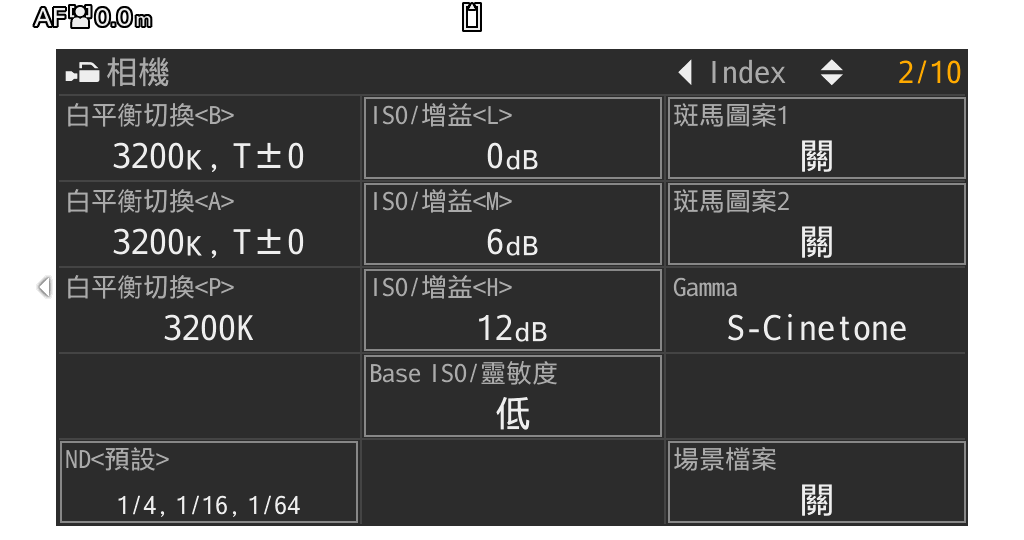 AF 0.0m
相機
Index
2/10
白平衡切換<B>
3200K, T±0
ISO/增益<L>
0dB
斑馬圖案1
關
白平衡切換<A>
3200K, T±0
ISO/增益<M>
6dB
斑馬圖案2
關
白平衡切換<P>
3200K
ISO/增益<H>
12dB
Gamma
S-Cinetone
Base ISO/靈敏度
低
ND<預設>
1/4, 1/16, 1/64
場景檔案
關